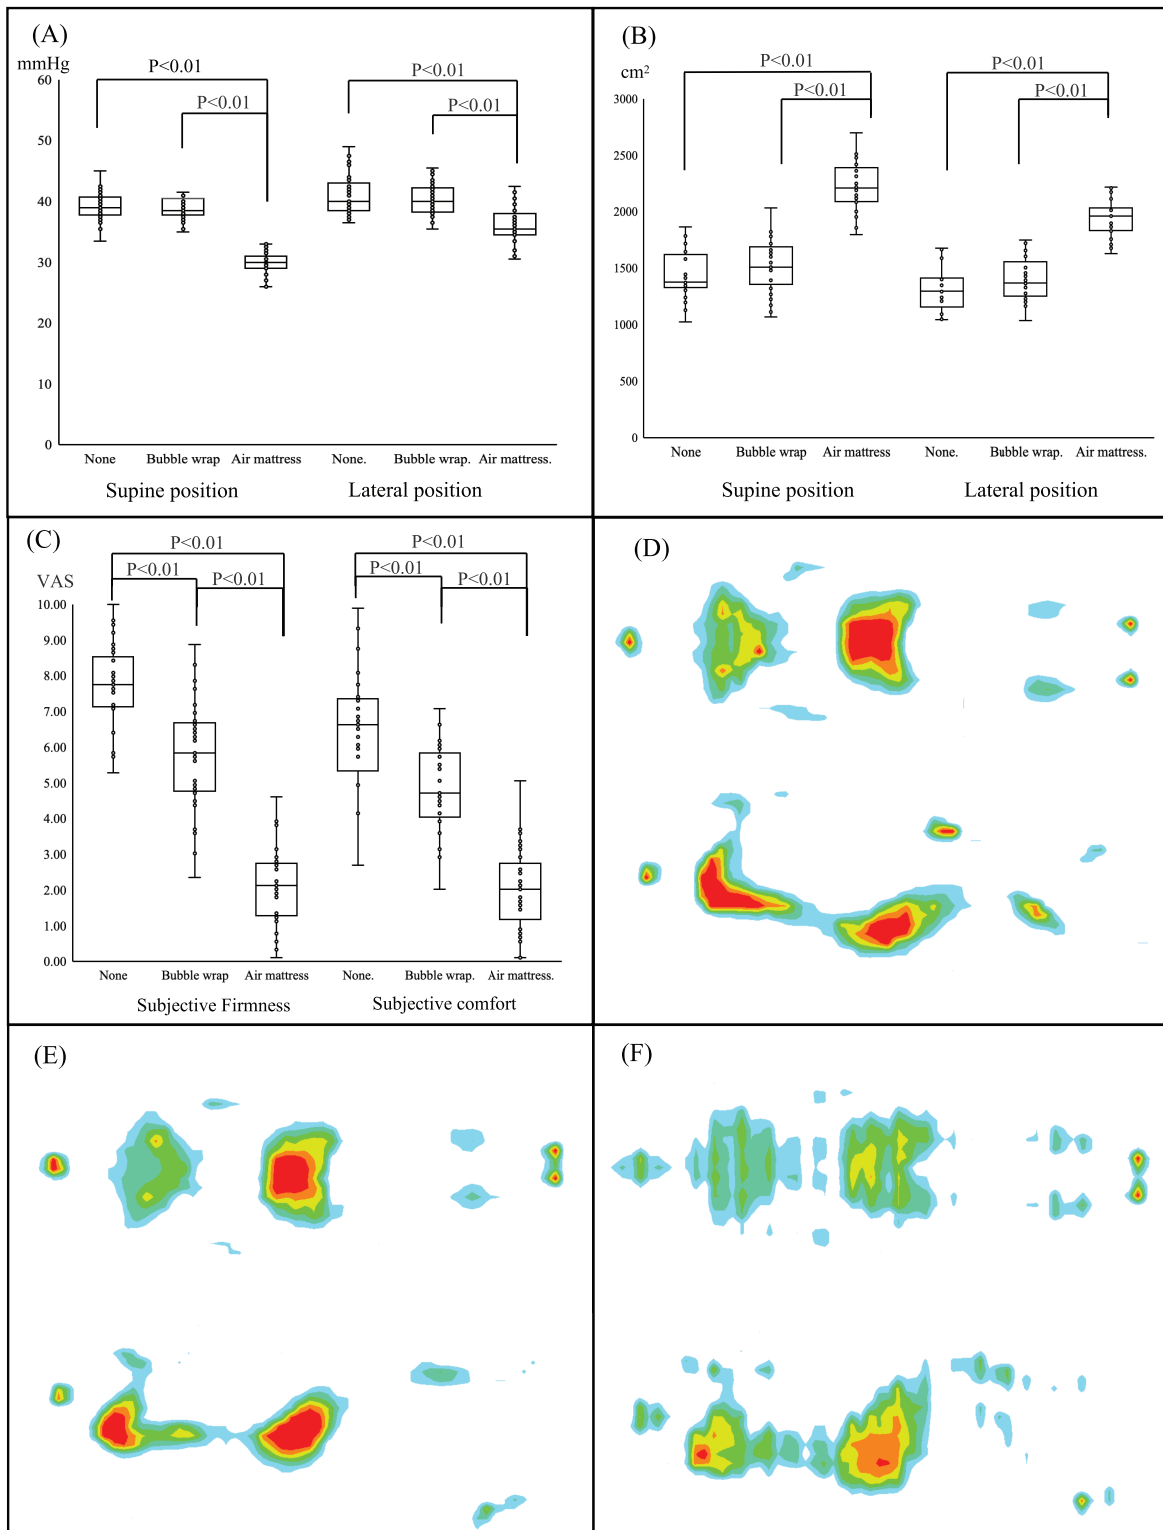 (A)
mmHg
P<0.01
P<0.01
P<0.01
P<0.01
60
50
40
30
20
10
0
None
Bubble wrap
Air mattress
None.
Bubble wrap.
Air mattress.
Supine position
Lateral position
(B)
cm²
P<0.01
P<0.01
P<0.01
P<0.01
3000
2500
2000
1500
1000
500
0
None
Bubble wrap
Air mattress
None.
Bubble wrap.
Air mattress.
Supine position
Lateral position
(C)
VAS
P<0.01
P<0.01
P<0.01
P<0.01
P<0.01
P<0.01
10.00
9.00
8.00
7.00
6.00
5.00
4.00
3.00
2.00
1.00
0.00
None
Bubble wrap
Air mattress
None.
Bubble wrap.
Air mattress.
Subjective Firmness
Subjective comfort
(D)
(E)
(F)